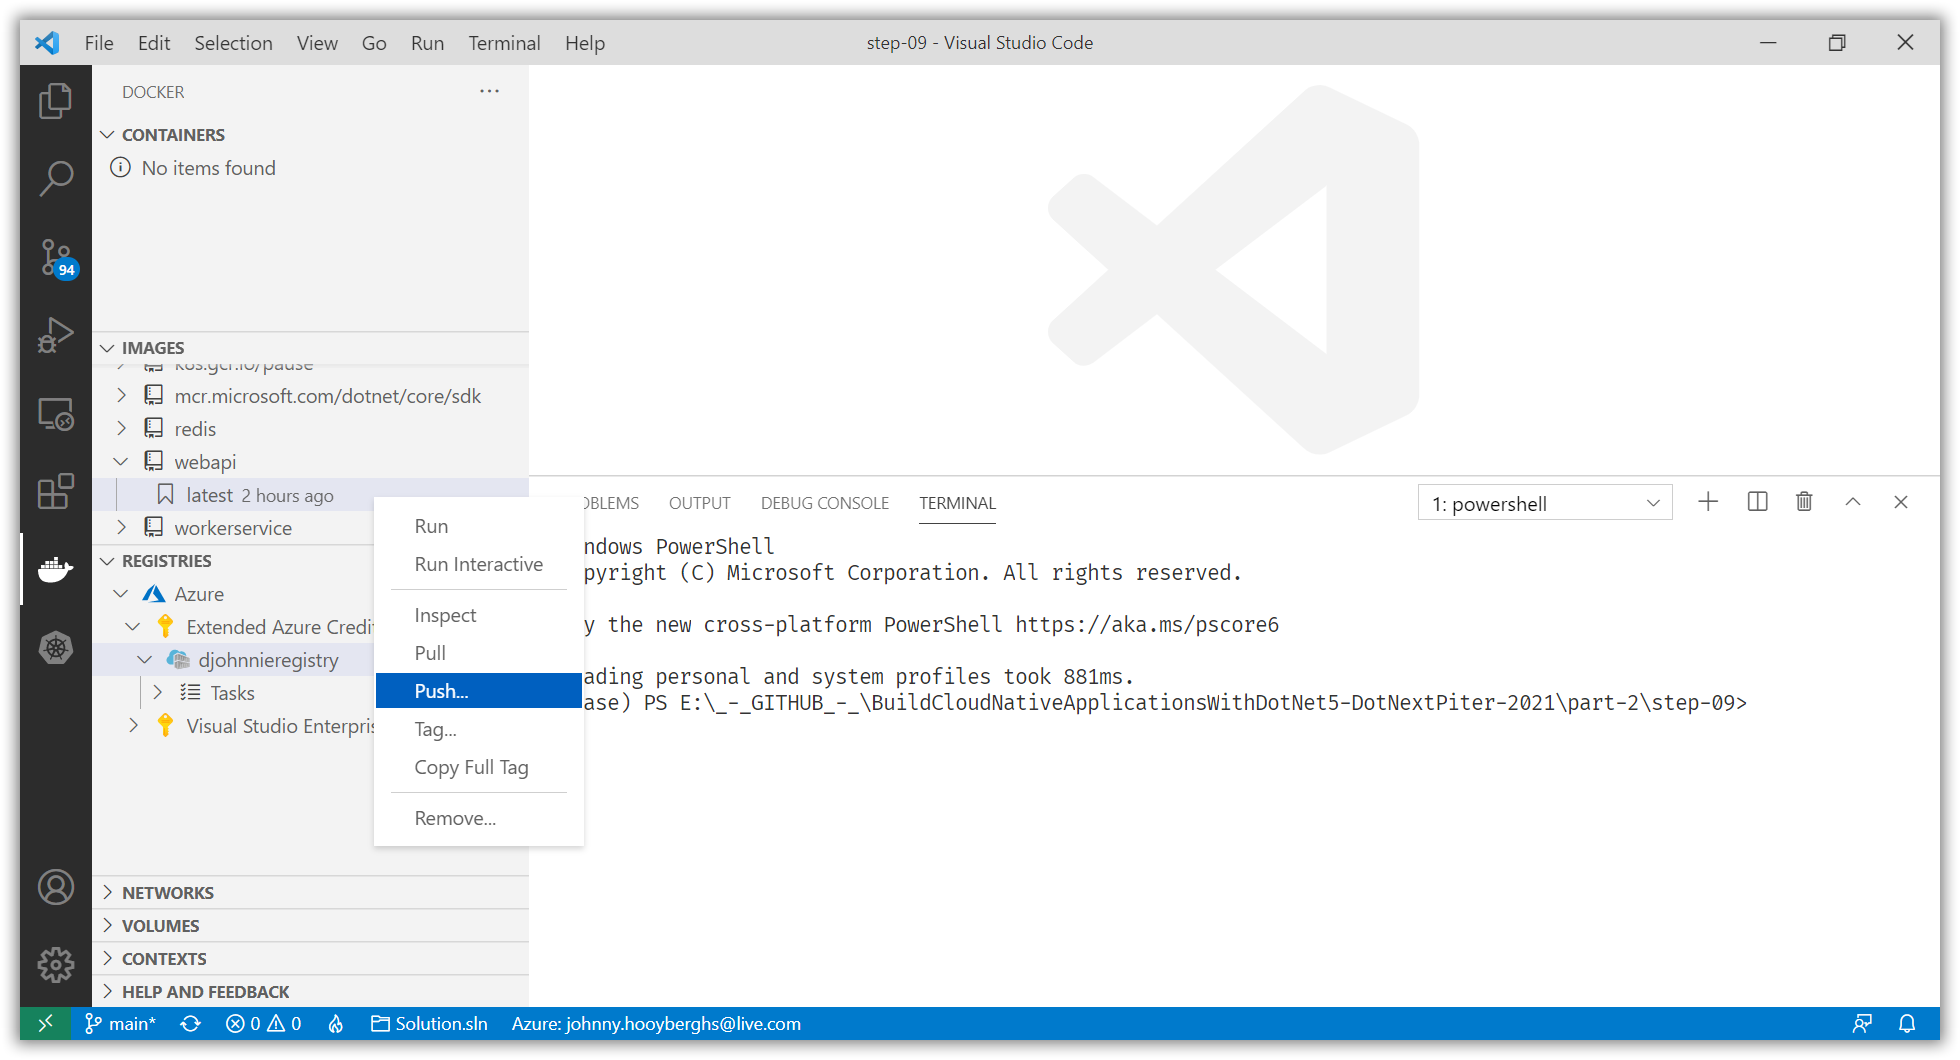 File Edit Selection View Go Run Terminal Help
step-09 - Visual Studio Code
DOCKER
CONTAINERS
No items found
94
IMAGES
k8s.gcr.io/pause
mcr.microsoft.com/dotnet/core/sdk
redis
webapi
latest 2 hours ago
workerservice
REGISTRIES
Azure
Extended Azure Credi
djohnnieregistry
Tasks
Visual Studio Enterpris
NETWORKS
VOLUMES
CONTEXTS
HELP AND FEEDBACK
Run
Run Interactive
Inspect
Pull
Push...
Tag...
Copy Full Tag
Remove...
OBLEMS OUTPUT DEBUG CONSOLE TERMINAL
1: powershell
ndows PowerShell
pyright (C) Microsoft Corporation. All rights reserved.
y the new cross-platform PowerShell https://aka.ms/pscore6
ading personal and system profiles took 881ms.
ase) PS E:\_-_GITHUB_-_\BuildCloudNativeApplicationsWithDotNet5-DotNextPiter-2021\part-2\step-09>
main* 0 0 Solution.sln Azure: johnny.hooyberghs@live.com